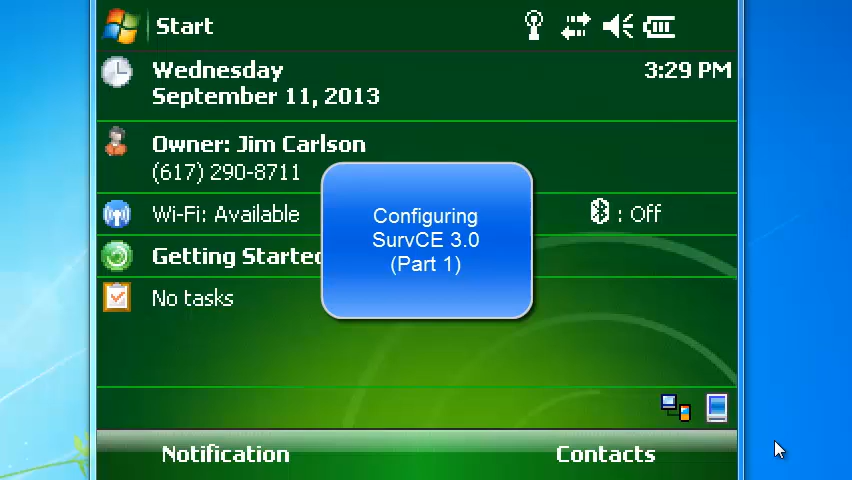 Start
Wednesday
3:29 PM
September 11, 2013
Owner: Jim Carlson
(617) 290-8711
Wi-Fi: Available
: Off
Getting Started
No tasks
Configuring
SurvCE 3.0
(Part 1)
Notification
Contacts